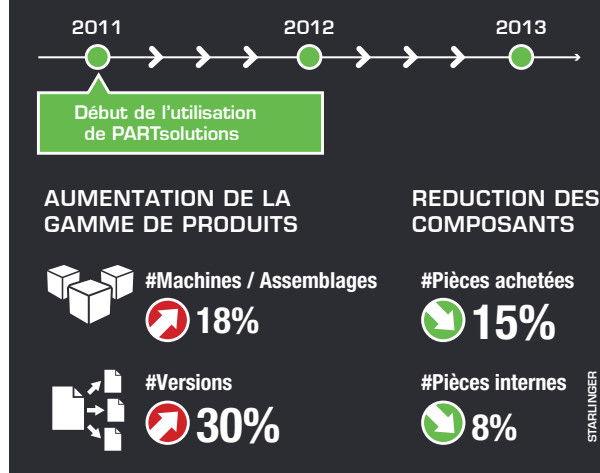 2011
2012
2013
Début de l'utilisation
de PARTsolutions
AUMENTATION DE LA
GAMME DE PRODUITS
#Machines / Assemblages
18%
#Versions
30%
REDUCTION DES
COMPOSANTS
#Pièces achetées
15%
#Pièces internes
8%
STARLINGER